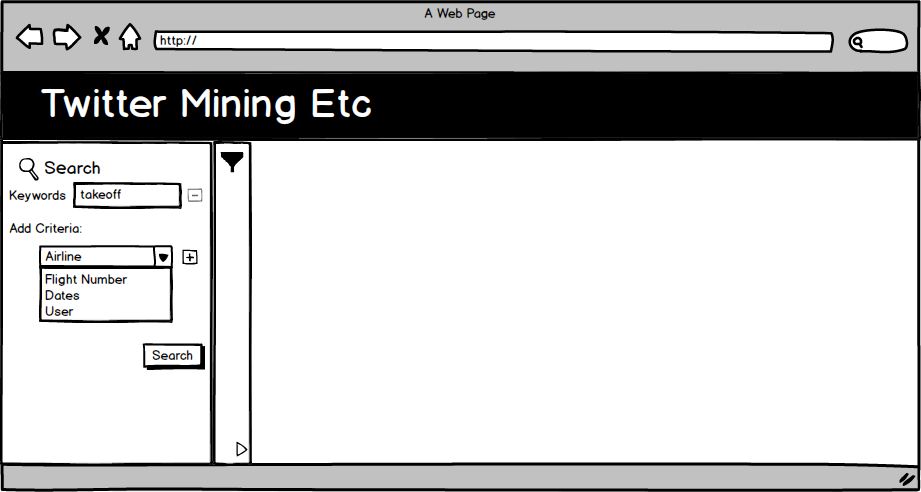 A Web Page
http://
Twitter Mining Etc
Search
Keywords takeoff
Add Criteria:
Airline
Flight Number
Dates
User
Search